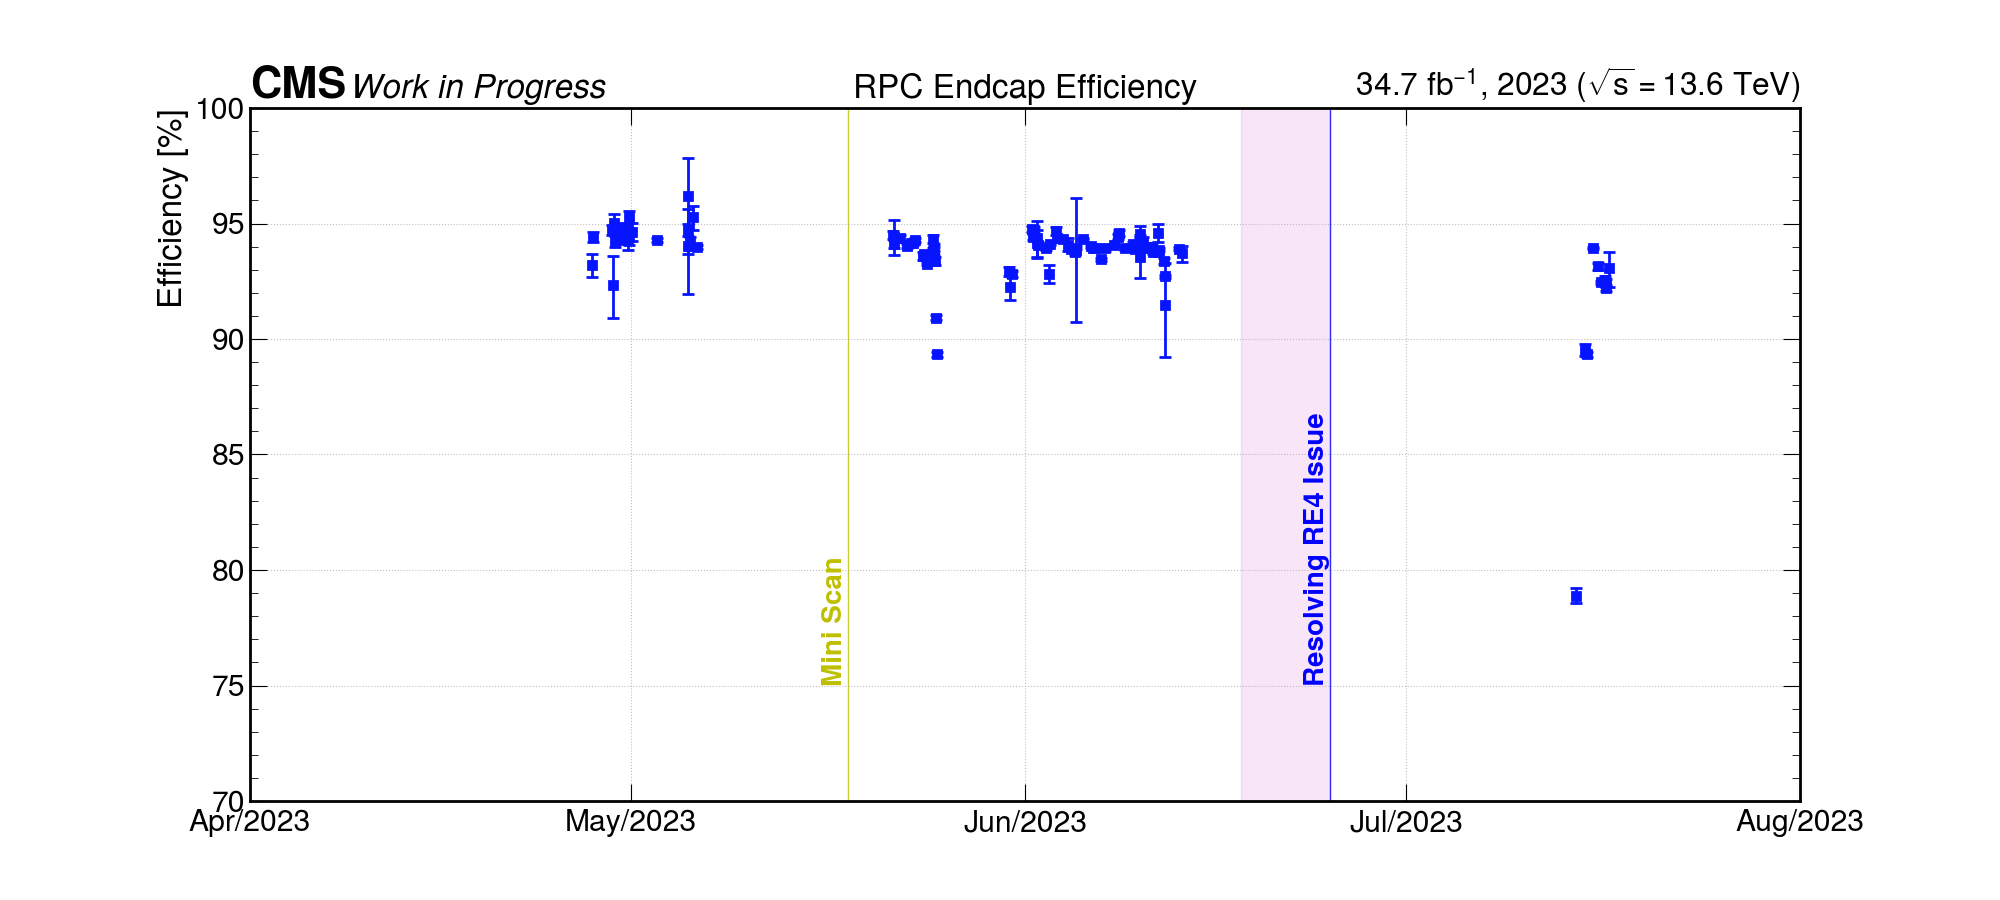 CMS Work in Progress RPC Endcap Efficiency 34.7 fb⁻¹, 2023 (√s = 13.6 TeV)
Efficiency [%]
100
95
90
85
80
75
70
Mini Scan
Resolving RE4 Issue
Apr/2023 May/2023 Jun/2023 Jul/2023 Aug/2023